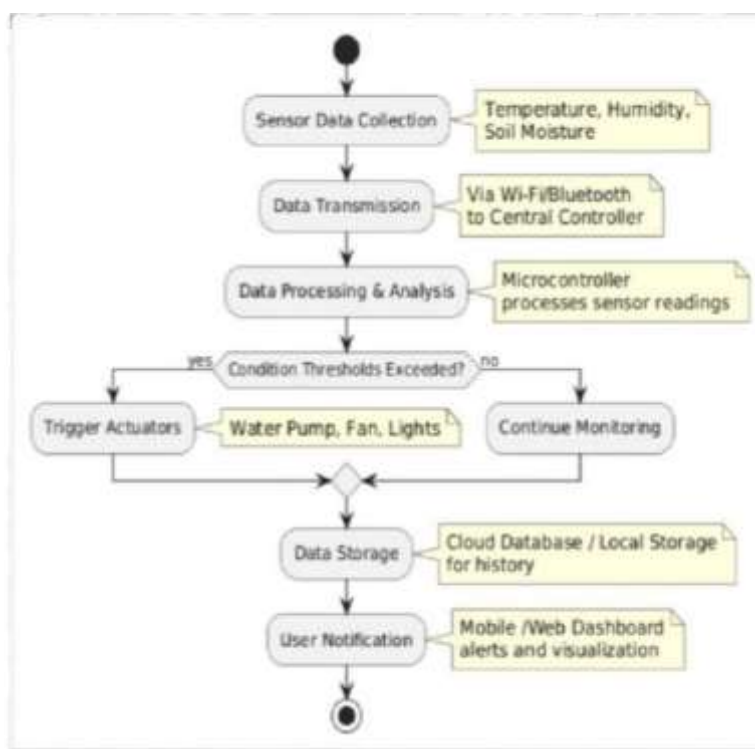 Sensor Data Collection
Temperature, Humidity,
Soil Moisture
Data Transmission
Via Wi-Fi/Bluetooth
to Central Controller
Data Processing & Analysis
Microcontroller
processes sensor readings
yes
Condition Thresholds Exceeded?
no
Trigger Actuators
Water Pump, Fan, Lights
Continue Monitoring
Data Storage
Cloud Database / Local Storage
for history
User Notification
Mobile /Web Dashboard
alerts and visualization